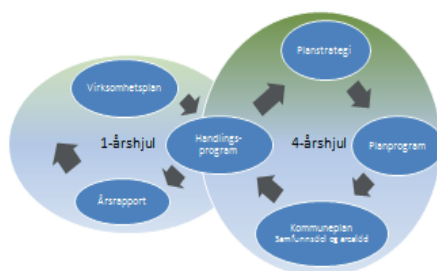 Planstrategi
Virksomhetsplan
1-årshjul
Handlings-
program
4-årshjul
Planprogram
Årsrapport
Kommuneplan
Samfunnsdel og arealdel